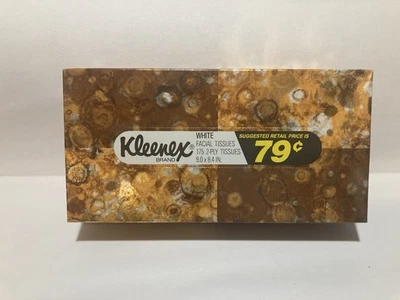 Kleenex®
BRAND
WHITE
FACIAL TISSUES
175 2-PLY TISSUES
9.0 x 8.4 IN.
SUGGESTED RETAIL PRICE IS
79¢